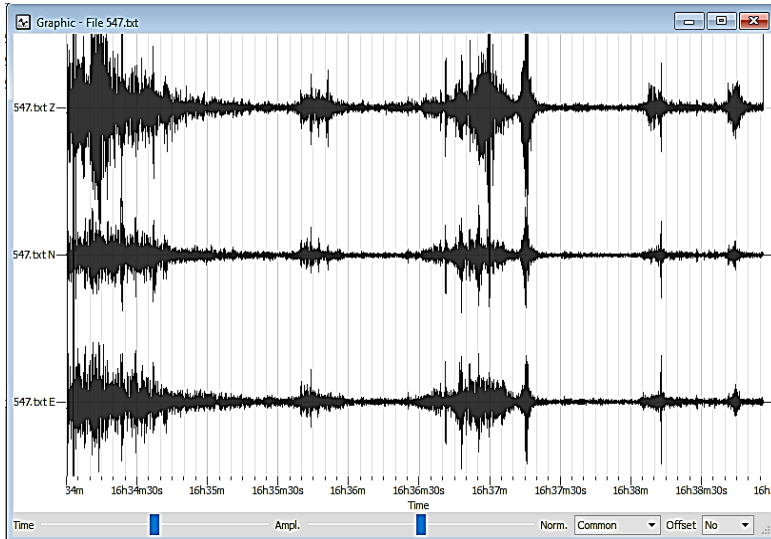 Graphic - File 547.txt
547.txt Z
547.txt N
547.txt E
34m 16h34m30s 16h35m 16h35m30s 16h36m 16h36m30s 16h37m 16h37m30s 16h38m 16h38m30s 16h
Time
Time Ampl. Norm. Common Offset No